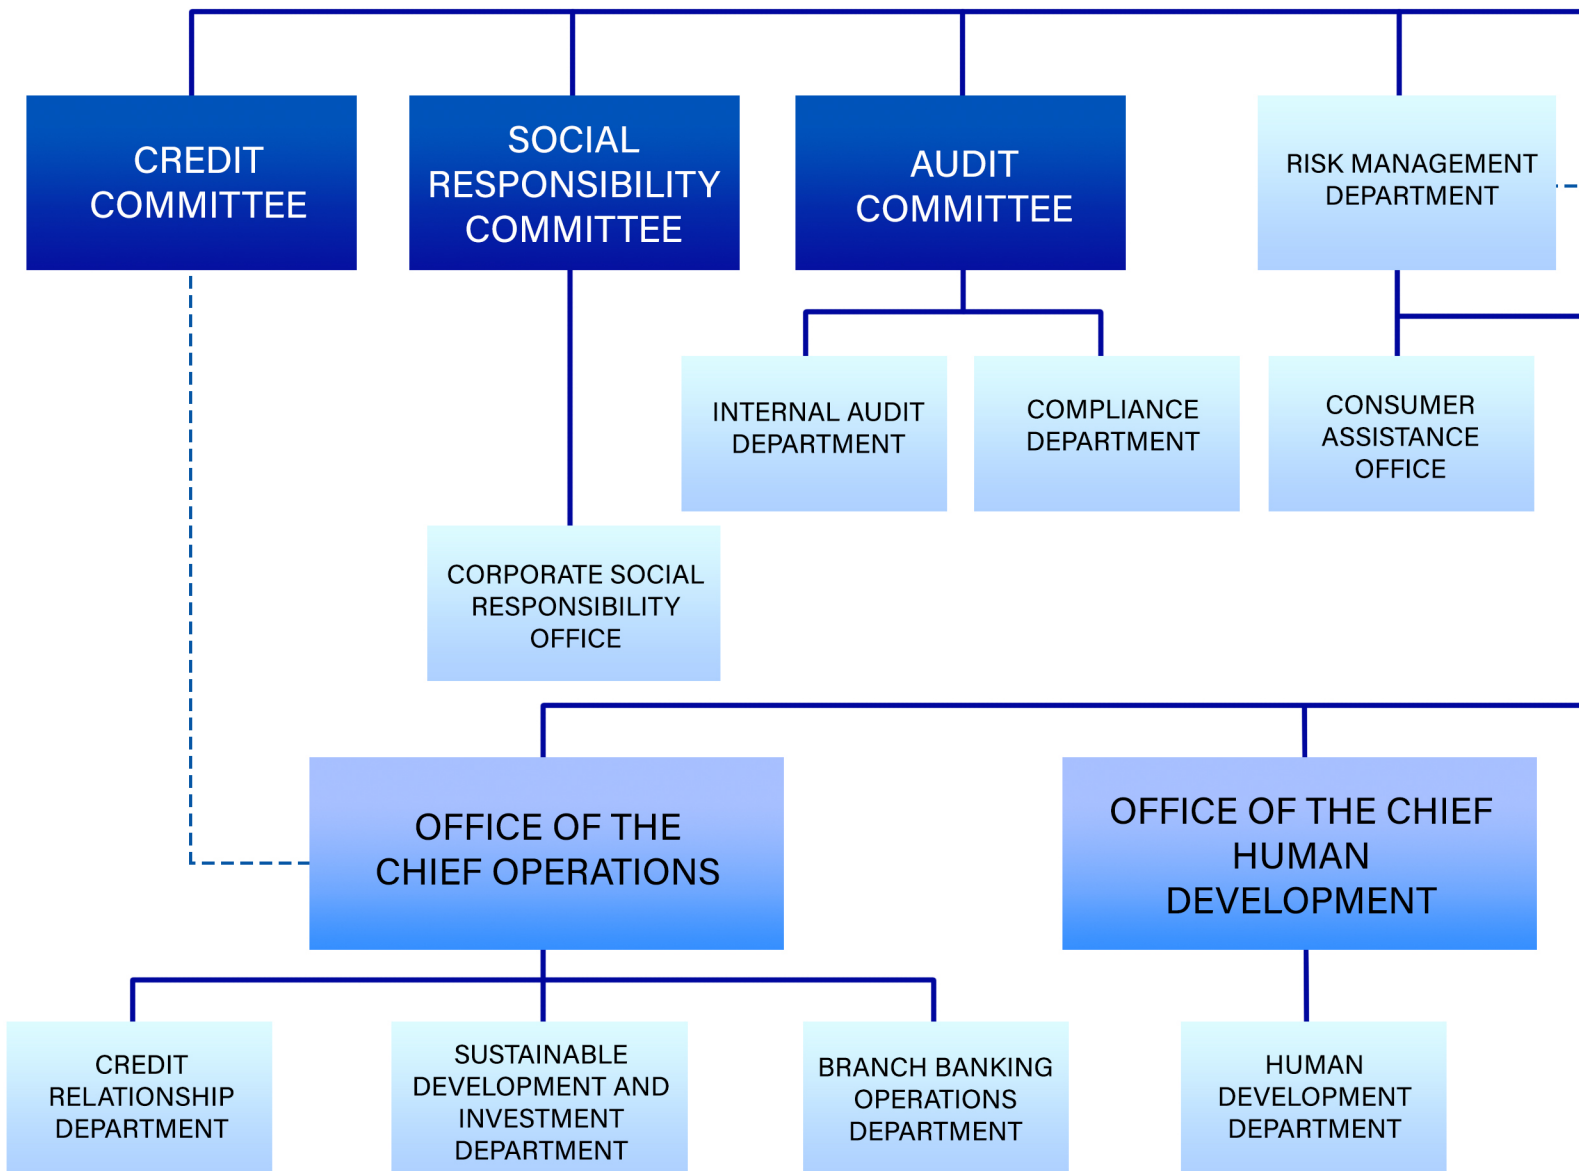 CREDIT
COMMITTEE
SOCIAL
RESPONSIBILITY
COMMITTEE
AUDIT
COMMITTEE
RISK MANAGEMENT
DEPARTMENT
INTERNAL AUDIT
DEPARTMENT
COMPLIANCE
DEPARTMENT
CONSUMER
ASSISTANCE
OFFICE
CORPORATE SOCIAL
RESPONSIBILITY
OFFICE
OFFICE OF THE
CHIEF OPERATIONS
OFFICE OF THE CHIEF
HUMAN
DEVELOPMENT
CREDIT
RELATIONSHIP
DEPARTMENT
SUSTAINABLE
DEVELOPMENT AND
INVESTMENT
DEPARTMENT
BRANCH BANKING
OPERATIONS
DEPARTMENT
HUMAN
DEVELOPMENT
DEPARTMENT